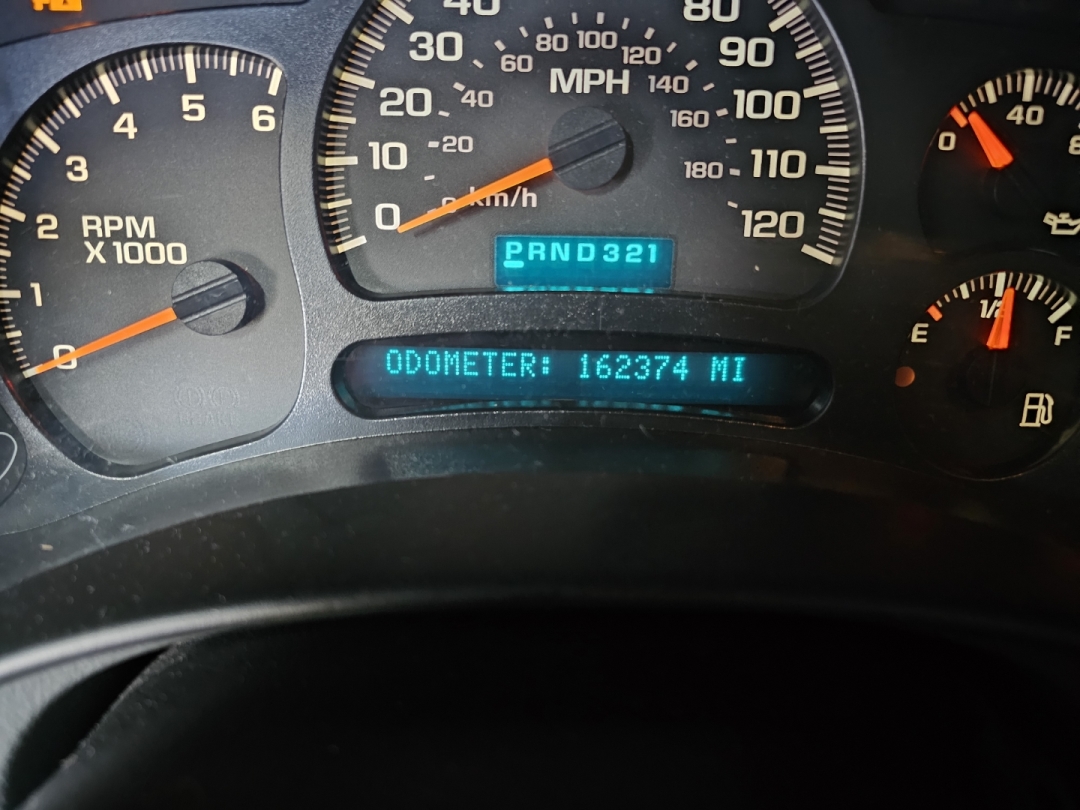 40 80
30 90
20 100
10 110
0 120
20 40 60 80 100 120 140 160 180
MPH
km/h
PRND321
ODOMETER: 162374 MI
0 1 2 3 4 5 6
RPM
X 1000
0 40
E 1/2 F